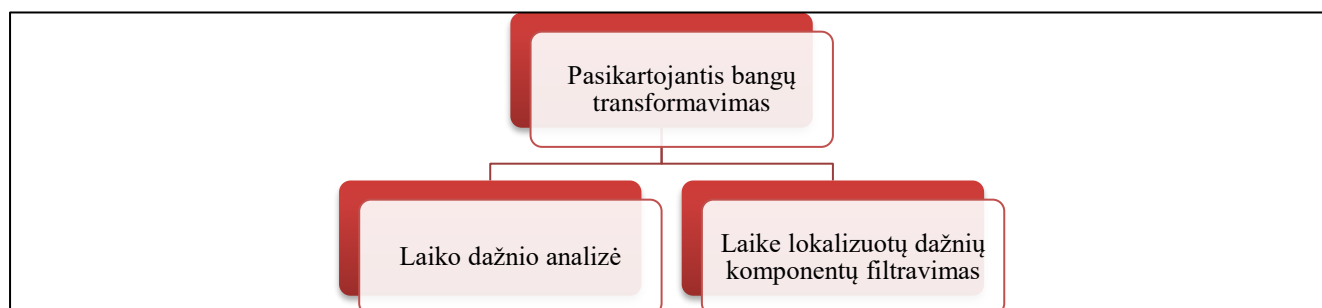 Pasikartojantis bangų
transformavimas
Laiko dažnio analizė
Laike lokalizuotų dažnių
komponentų filtravimas